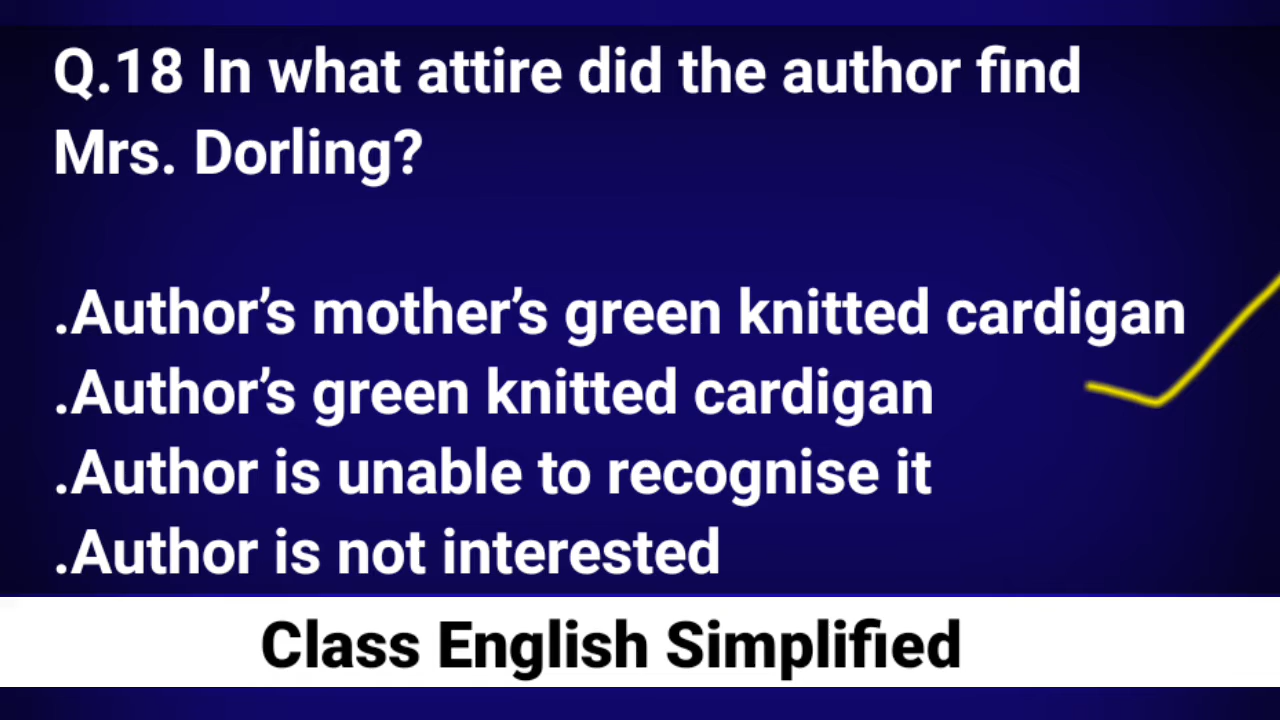 Q.18 In what attire did the author find
Mrs. Dorling?
.Author’s mother’s green knitted cardigan
.Author’s green knitted cardigan
.Author is unable to recognise it
.Author is not interested
Class English Simplified